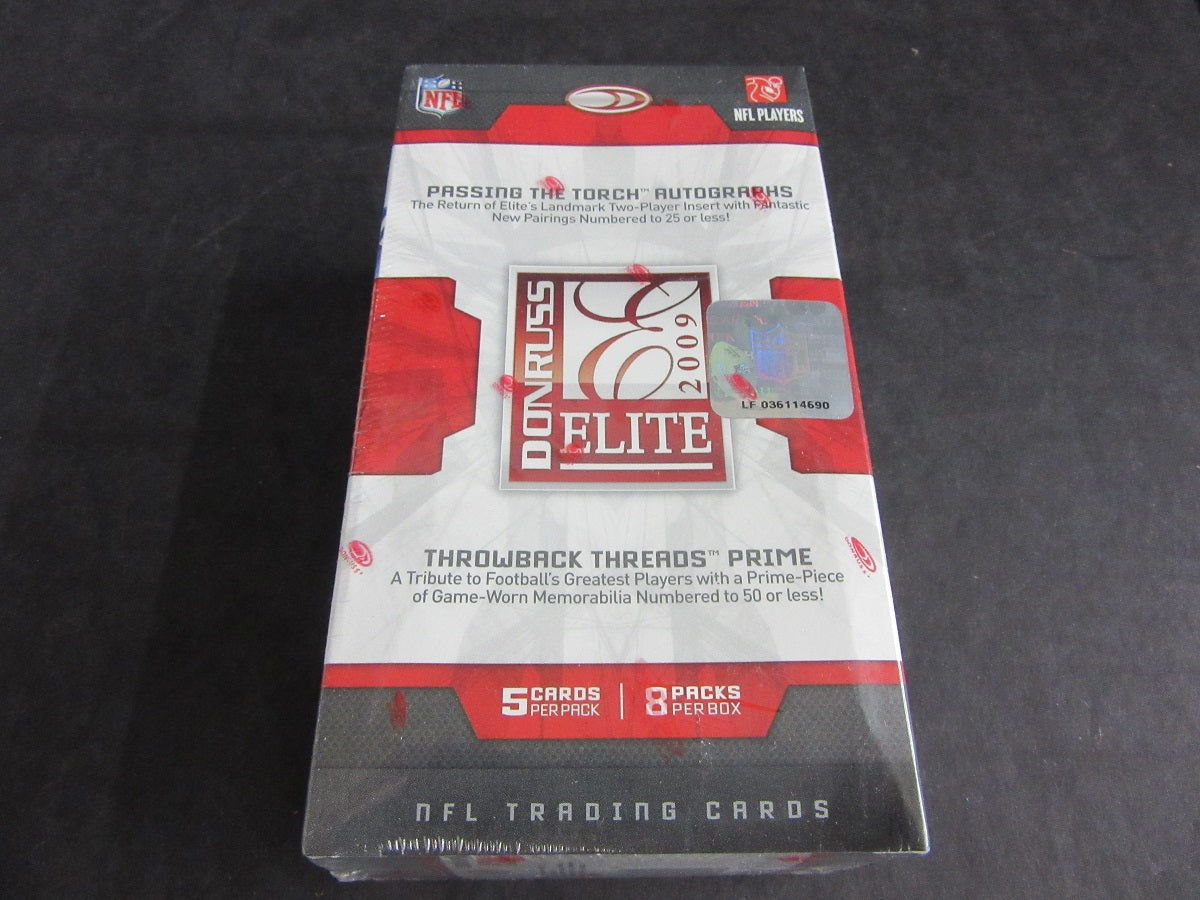 NFL
NFL PLAYERS
PASSING THE TORCH™ AUTOGRAPHS
The Return of Elite's Landmark Two-Player Insert with Fantastic
New Pairings Numbered to 25 or less!
DONRUSS
E
2009
ELITE
LF 036114690
THROWBACK THREADS™ PRIME
A Tribute to Football's Greatest Players with a Prime-Piece
of Game-Worn Memorabilia Numbered to 50 or less!
DONRUSS
DONRUSS
5 CARDS
PER PACK
8 PACKS
PER BOX
NFL TRADING CARDS